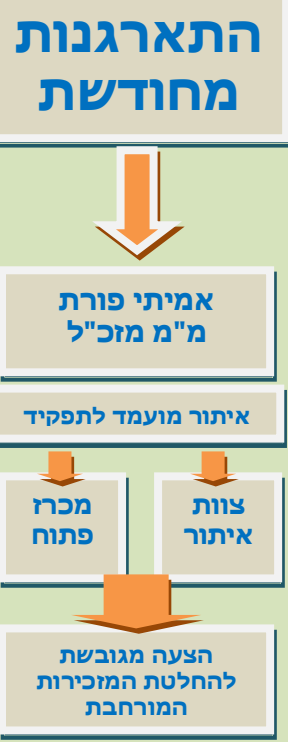 התארגנות
מחודשת
אמיתי פורת
מ"מ מזכ"ל
איתור מועמד לתפקיד
צוות
איתור
מכרז
פתוח
הצעה מגובשת
להחלטת המזכירות
המורחבת